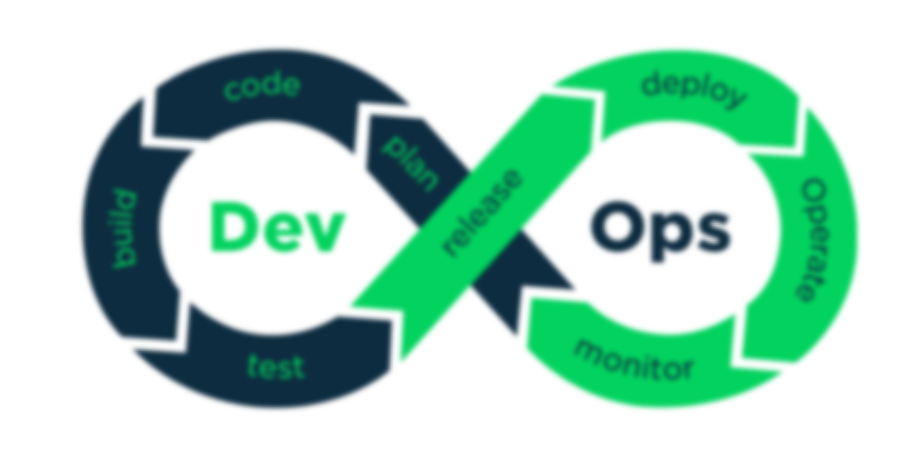 code
plan
build
Dev
test
release
deploy
Ops
Operate
monitor